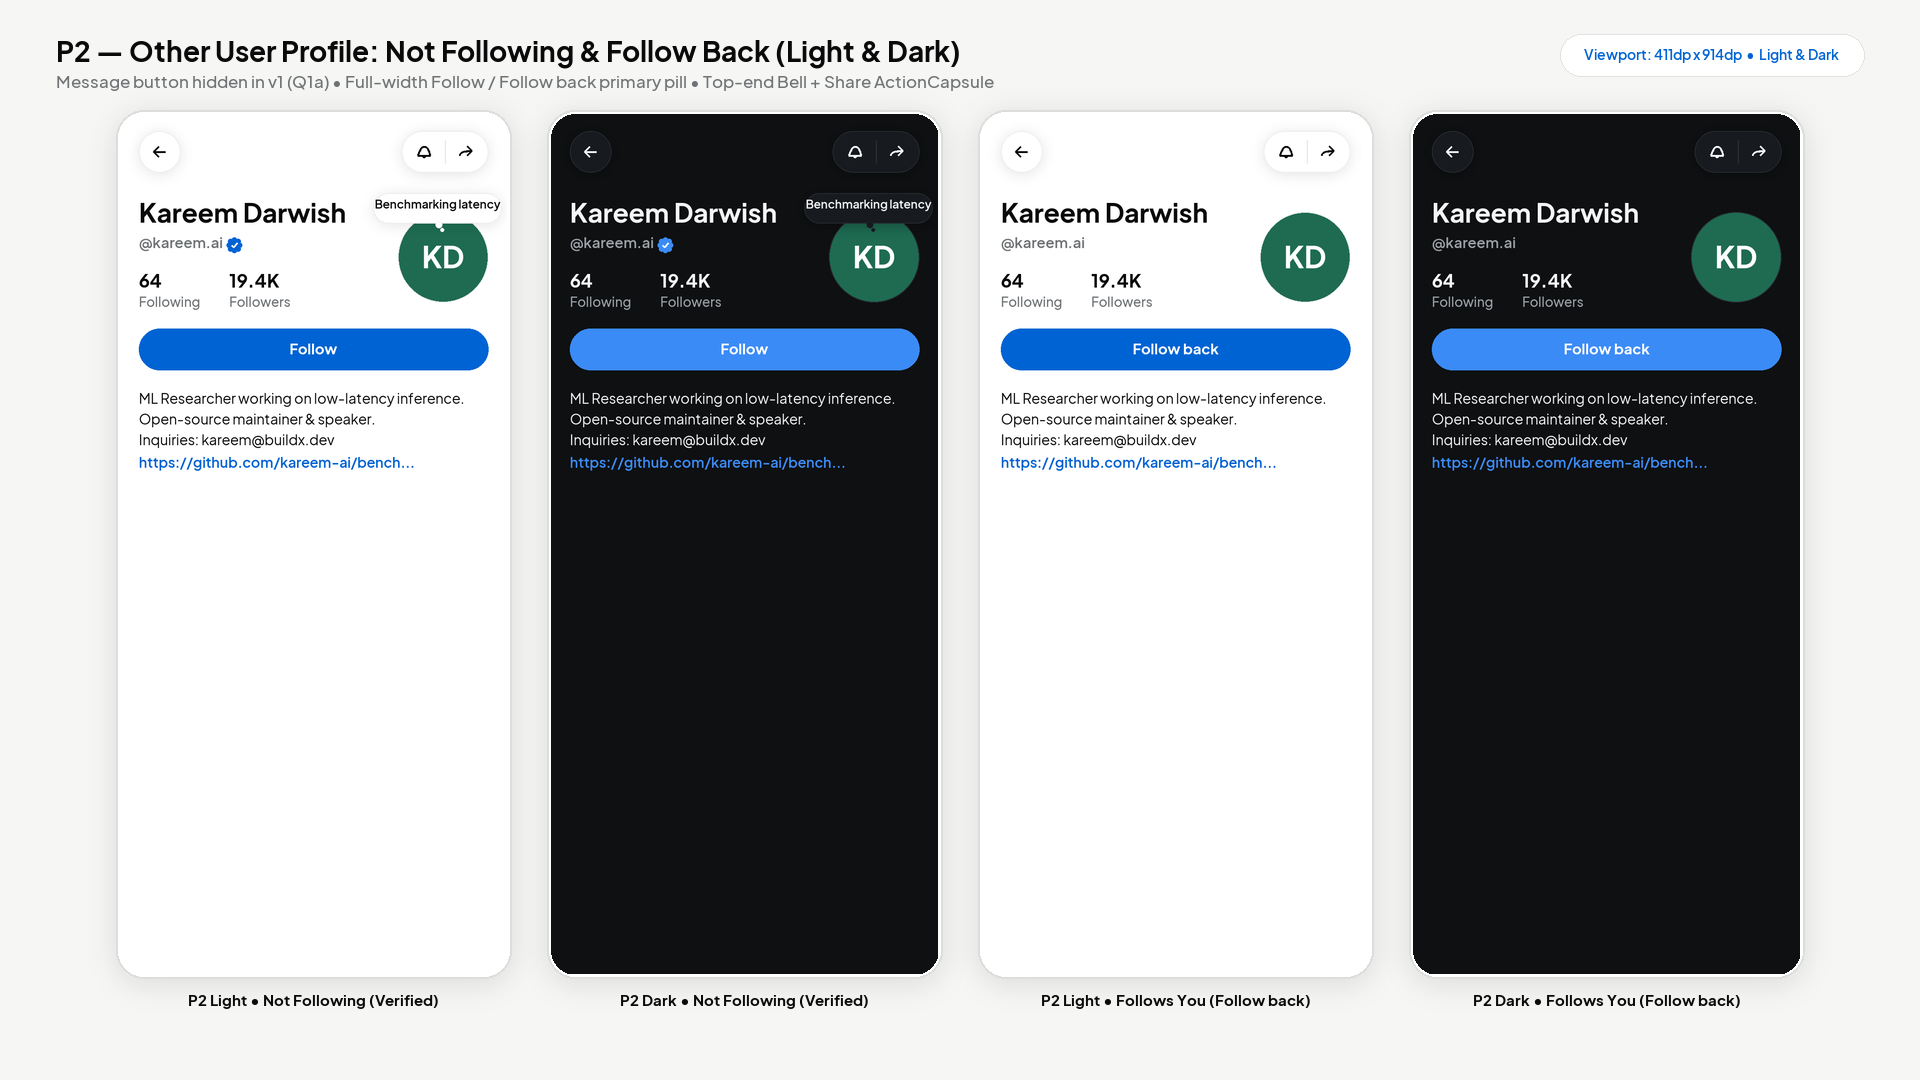 P2 — Other User Profile: Not Following & Follow Back (Light & Dark)
Message button hidden in v1 (Q1a) • Full-width Follow / Follow back primary pill • Top-end Bell + Share ActionCapsule
Viewport: 411dp x 914dp • Light & Dark
Benchmarking latency
Kareem Darwish
@kareem.ai
KD
64
19.4K
Following
Followers
Follow
ML Researcher working on low-latency inference.
Open-source maintainer & speaker.
Inquiries: kareem@buildx.dev
https://github.com/kareem-ai/bench...
P2 Light • Not Following (Verified)
Benchmarking latency
Kareem Darwish
@kareem.ai
KD
64
19.4K
Following
Followers
Follow
ML Researcher working on low-latency inference.
Open-source maintainer & speaker.
Inquiries: kareem@buildx.dev
https://github.com/kareem-ai/bench...
P2 Dark • Not Following (Verified)
Kareem Darwish
@kareem.ai
KD
64
19.4K
Following
Followers
Follow back
ML Researcher working on low-latency inference.
Open-source maintainer & speaker.
Inquiries: kareem@buildx.dev
https://github.com/kareem-ai/bench...
P2 Light • Follows You (Follow back)
Kareem Darwish
@kareem.ai
KD
64
19.4K
Following
Followers
Follow back
ML Researcher working on low-latency inference.
Open-source maintainer & speaker.
Inquiries: kareem@buildx.dev
https://github.com/kareem-ai/bench...
P2 Dark • Follows You (Follow back)